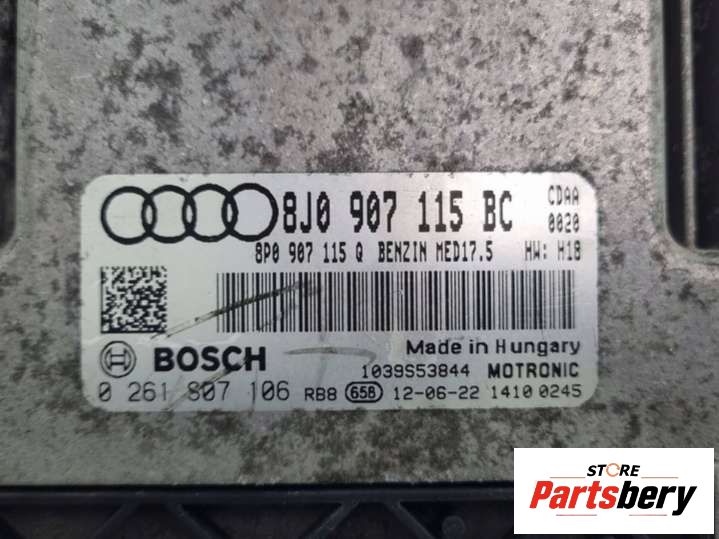 8J0 907 115 BC
CDAA
0020
8P0 907 115 Q BENZIN MED17.5 HW: H18
Made in Hungary
BOSCH
1039S53844 MOTRONIC
0 261 S07 106 RB8 658 12-06-22 1410 0245
STORE
Partsbery